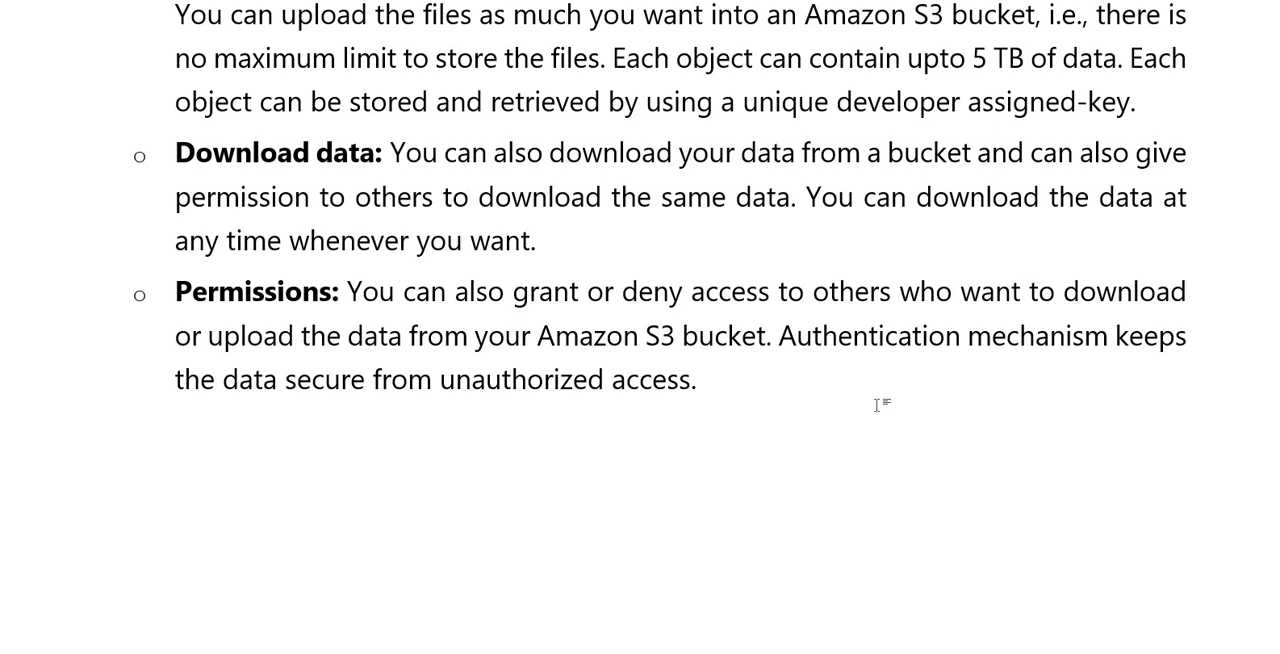 You can upload the files as much you want into an Amazon S3 bucket, i.e., there is
no maximum limit to store the files. Each object can contain upto 5 TB of data. Each
object can be stored and retrieved by using a unique developer assigned-key.
o Download data: You can also download your data from a bucket and can also give
permission to others to download the same data. You can download the data at
any time whenever you want.
o Permissions: You can also grant or deny access to others who want to download
or upload the data from your Amazon S3 bucket. Authentication mechanism keeps
the data secure from unauthorized access.